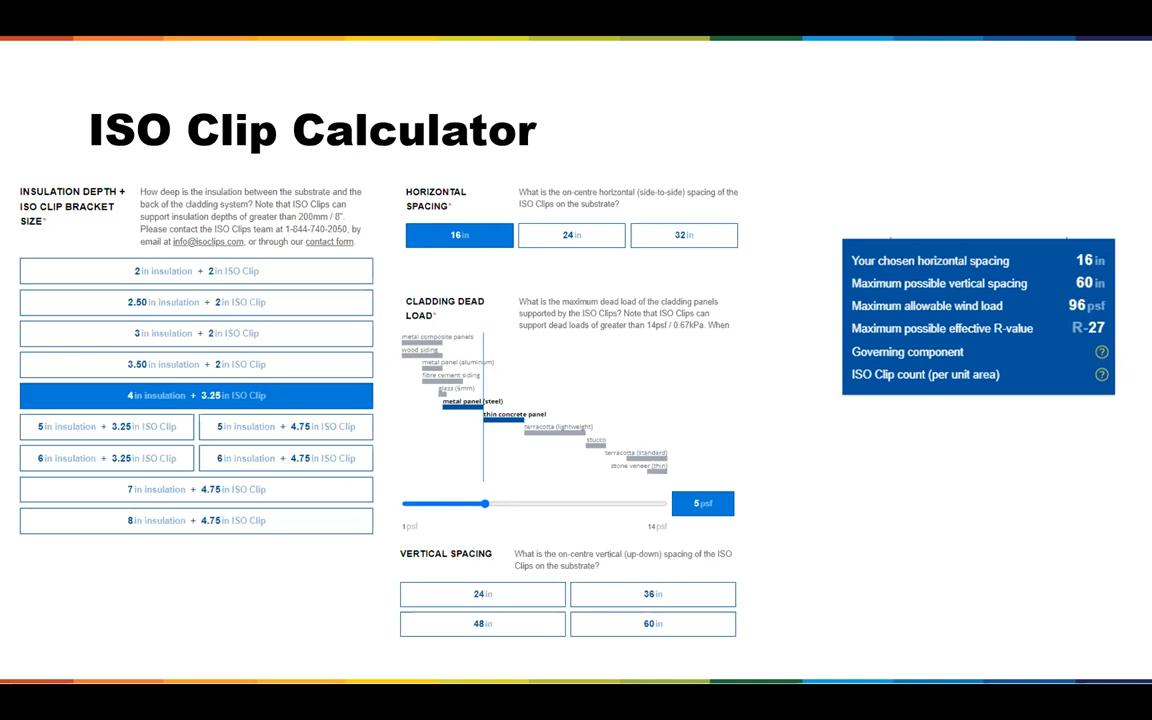 ISO Clip Calculator
INSULATION DEPTH +
ISO CLIP BRACKET
SIZE*
How deep is the insulation between the substrate and the
back of the cladding system? Note that ISO Clips can
support insulation depths of greater than 200mm / 8".
Please contact the ISO Clips team at 1-844-740-2050, by
email at info@isoclips.com, or through our contact form.
2in insulation + 2in ISO Clip
2.50in insulation + 2in ISO Clip
3in insulation + 2in ISO Clip
3.50in insulation + 2in ISO Clip
4in insulation + 3.25in ISO Clip
5in insulation + 3.25in ISO Clip
5in insulation + 4.75in ISO Clip
6in insulation + 3.25in ISO Clip
6in insulation + 4.75in ISO Clip
7in insulation + 4.75in ISO Clip
8in insulation + 4.75in ISO Clip
HORIZONTAL
SPACING*
What is the on-centre horizontal (side-to-side) spacing of the
ISO Clips on the substrate?
16in
24in
32in
CLADDING DEAD
LOAD*
What is the maximum dead load of the cladding panels
supported by the ISO Clips? Note that ISO Clips can
support dead loads of greater than 14psf / 0.67kPa. When
metal composite panels
wood siding
metal panel (aluminum)
fibre cement siding
glass (6mm)
metal panel (steel)
thin concrete panel
terracotta (lightweight)
stucco
terracotta (standard)
stone veneer (thin)
5psf
1psf
14psf
VERTICAL SPACING
What is the on-centre vertical (up-down) spacing of the ISO
Clips on the substrate?
24in
36in
48in
60in
Your chosen horizontal spacing 16in
Maximum possible vertical spacing 60in
Maximum allowable wind load 96psf
Maximum possible effective R-value R-27
Governing component ?
ISO Clip count (per unit area) ?